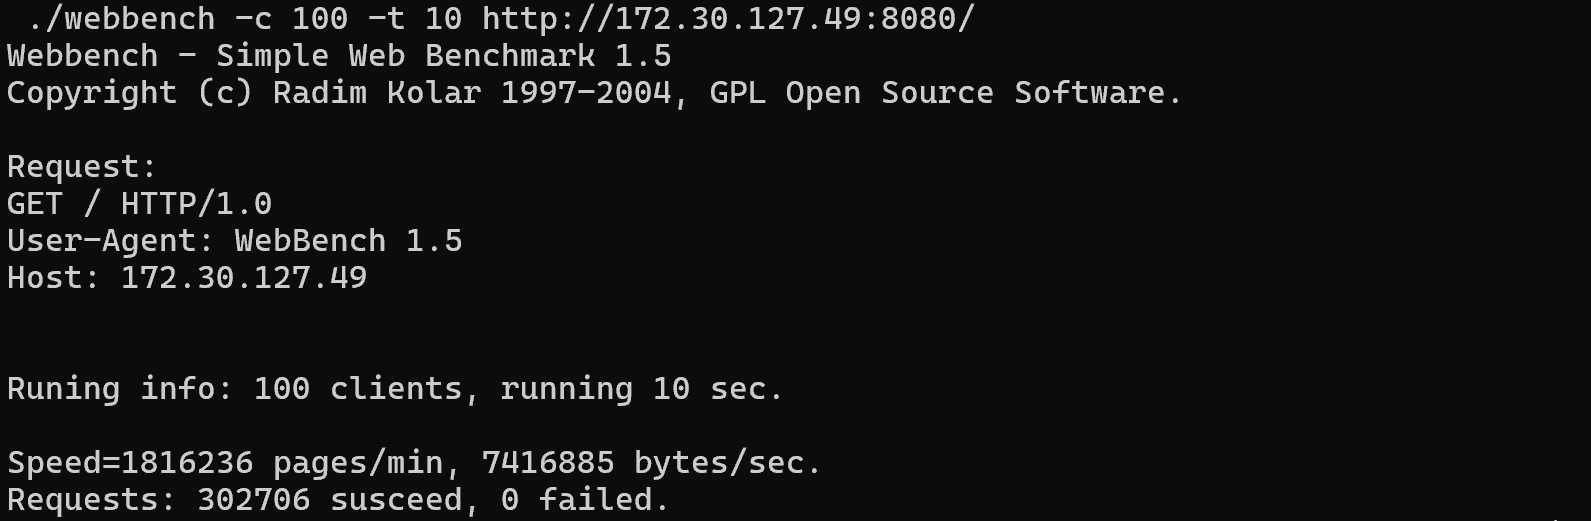 ./webbench -c 100 -t 10 http://172.30.127.49:8080/
Webbench - Simple Web Benchmark 1.5
Copyright (c) Radim Kolar 1997-2004, GPL Open Source Software.
Request:
GET / HTTP/1.0
User-Agent: WebBench 1.5
Host: 172.30.127.49
Runing info: 100 clients, running 10 sec.
Speed=1816236 pages/min, 7416885 bytes/sec.
Requests: 302706 susceed, 0 failed.